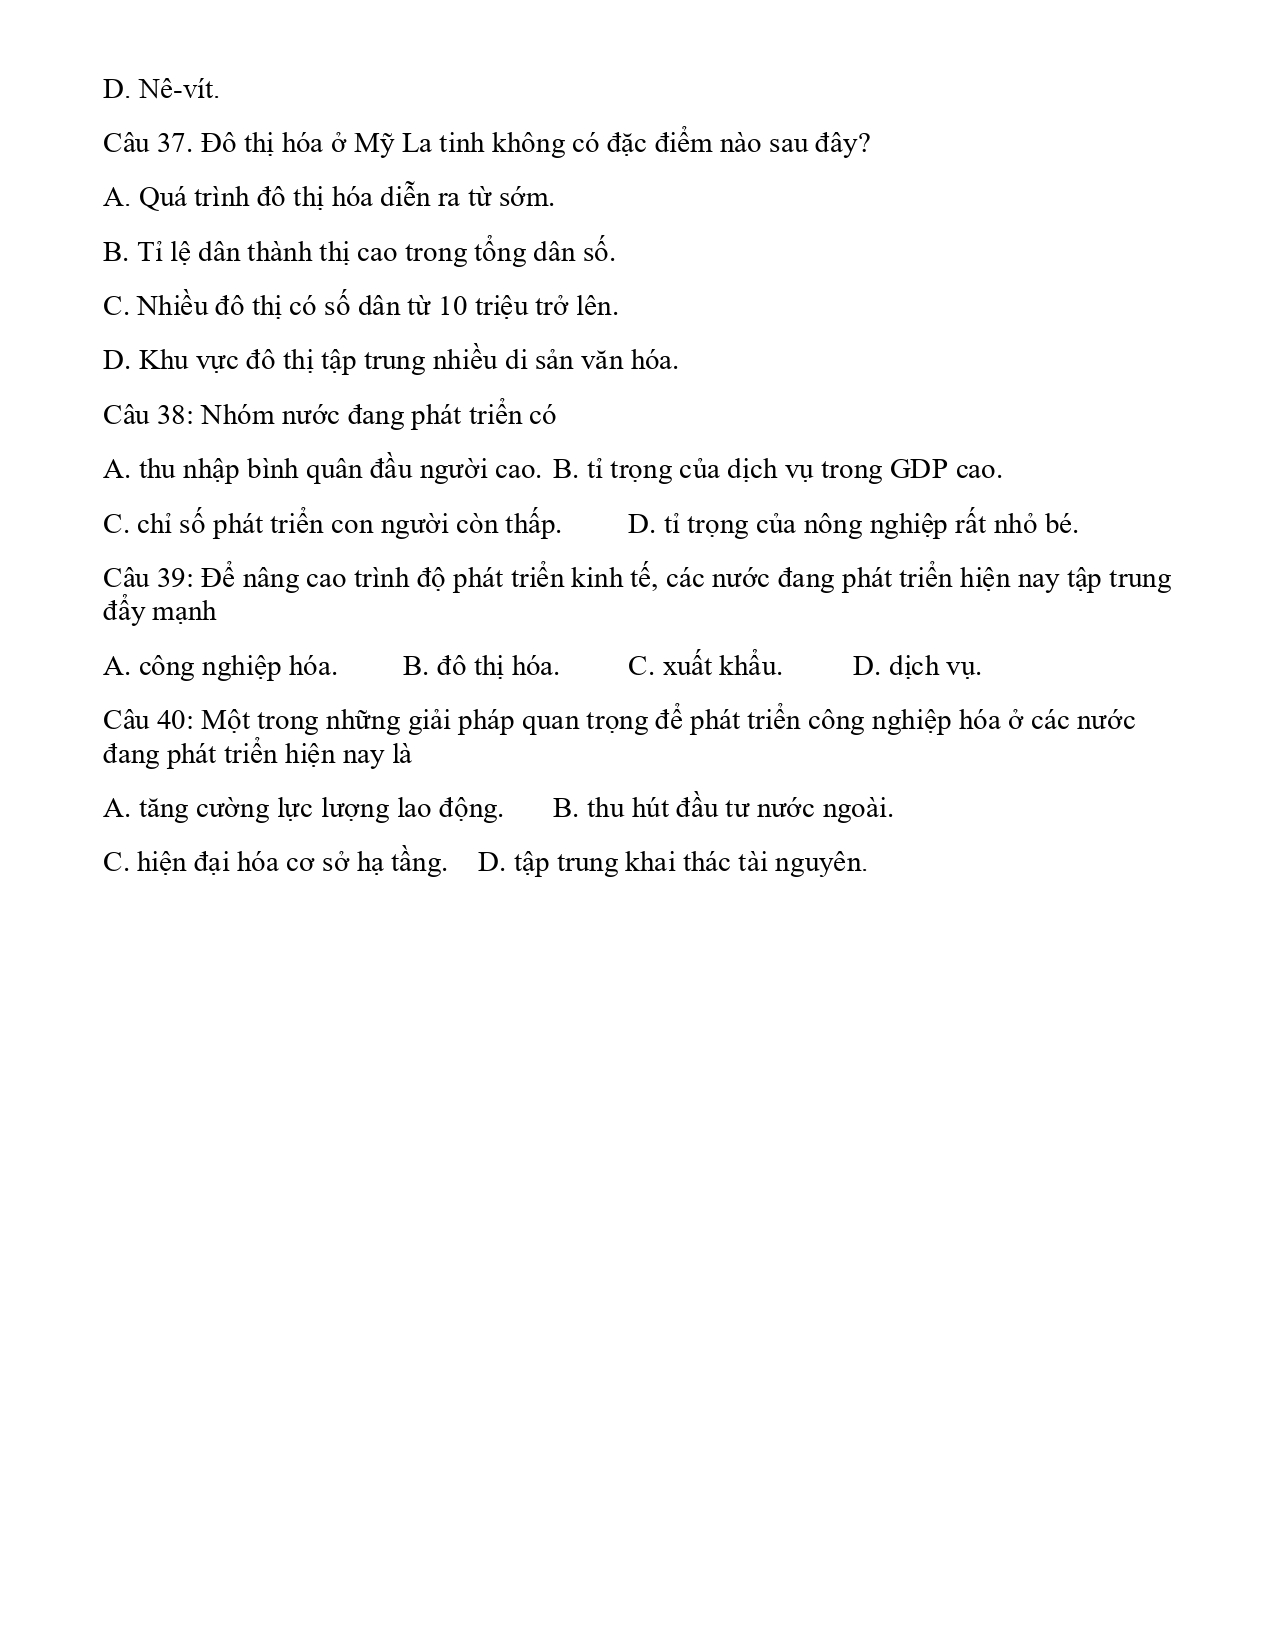 D. Nê-vít.
Câu 37. Đô thị hóa ở Mỹ La tinh không có đặc điểm nào sau đây?
A. Quá trình đô thị hóa diễn ra từ sớm.
B. Tỉ lệ dân thành thị cao trong tổng dân số.
C. Nhiều đô thị có số dân từ 10 triệu trở lên.
D. Khu vực đô thị tập trung nhiều di sản văn hóa.
Câu 38: Nhóm nước đang phát triển có
A. thu nhập bình quân đầu người cao. B. tỉ trọng của dịch vụ trong GDP cao.
C. chỉ số phát triển con người còn thấp. D. tỉ trọng của nông nghiệp rất nhỏ bé.
Câu 39: Để nâng cao trình độ phát triển kinh tế, các nước đang phát triển hiện nay tập trung
đẩy mạnh
A. công nghiệp hóa. B. đô thị hóa. C. xuất khẩu. D. dịch vụ.
Câu 40: Một trong những giải pháp quan trọng để phát triển công nghiệp hóa ở các nước
đang phát triển hiện nay là
A. tăng cường lực lượng lao động. B. thu hút đầu tư nước ngoài.
C. hiện đại hóa cơ sở hạ tầng. D. tập trung khai thác tài nguyên.